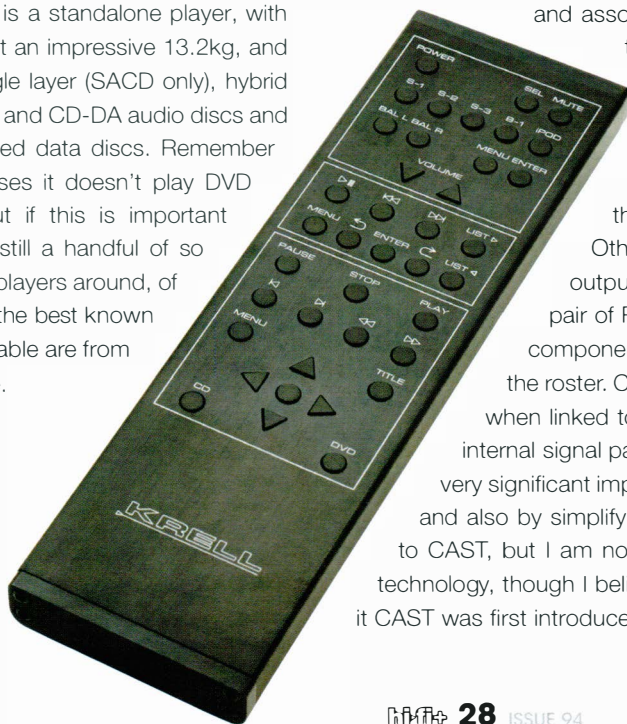 is a standalone player, with
t an impressive 13.2kg, and
gle layer (SACD only), hybrid
and CD-DA audio discs and
ed data discs. Remember
ses it doesn't play DVD
ut if this is important
still a handful of so
players around, of
the best known
able are from
and asso
t
th
Oth
output
pair of P
componen
the roster. C
when linked to
internal signal pa
very significant imp
and also by simplify
to CAST, but I am no
technology, though I beli
it CAST was first introduce
POWER
SEL MUTE
S-1 S-2 S-3 B-1 iPOD
BAL L BAL R MENU ENTER
VOLUME
LIST
MENU ENTER LIST
PAUSE STOP PLAY
MENU TITLE
CD DVD
KRELL
hifi+ 28 ISSUE 94